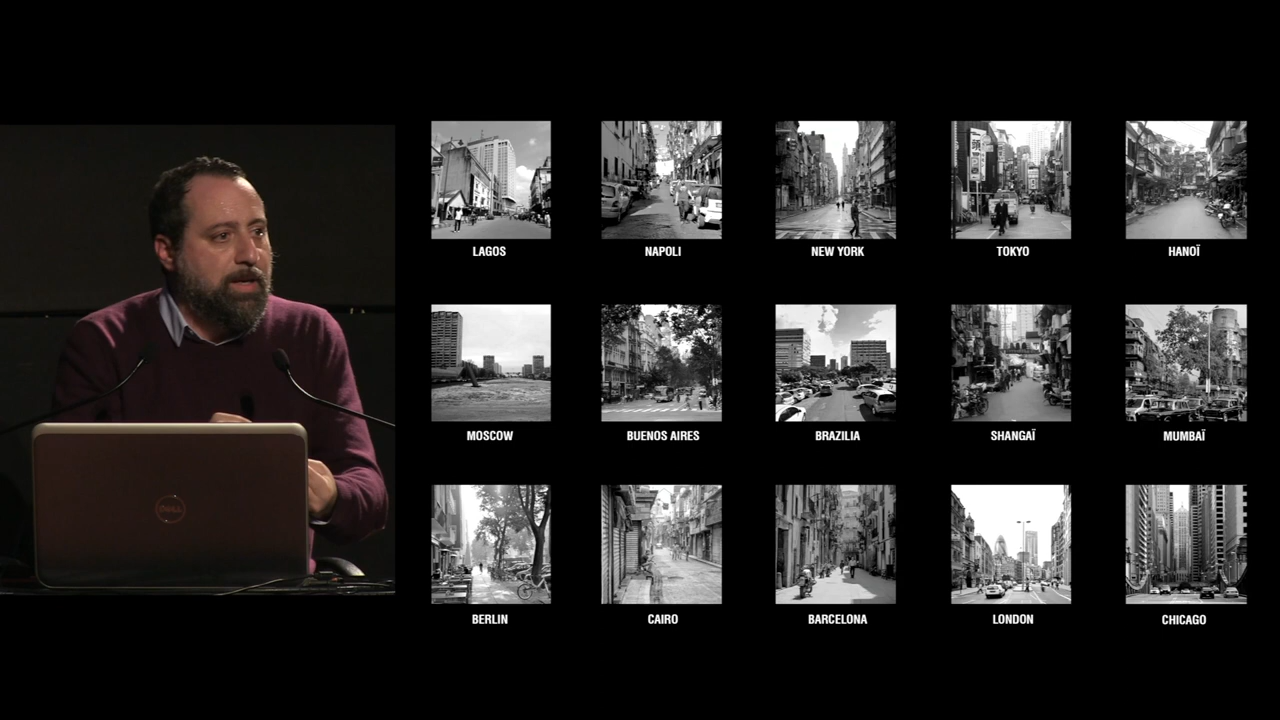 LAGOS
NAPOLI
NEW YORK
TOKYO
HANOÏ
MOSCOW
BUENOS AIRES
BRAZILIA
SHANGAÏ
MUMBAÏ
BERLIN
CAIRO
BARCELONA
LONDON
CHICAGO
DELL